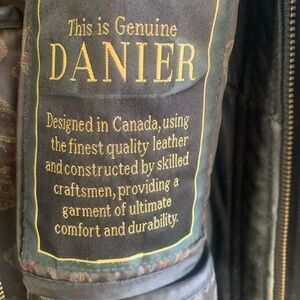 This is Genuine
DANIER
Designed in Canada, using
the finest quality leather
and constructed by skilled
craftsmen, providing a
garment of ultimate
comfort and durability.